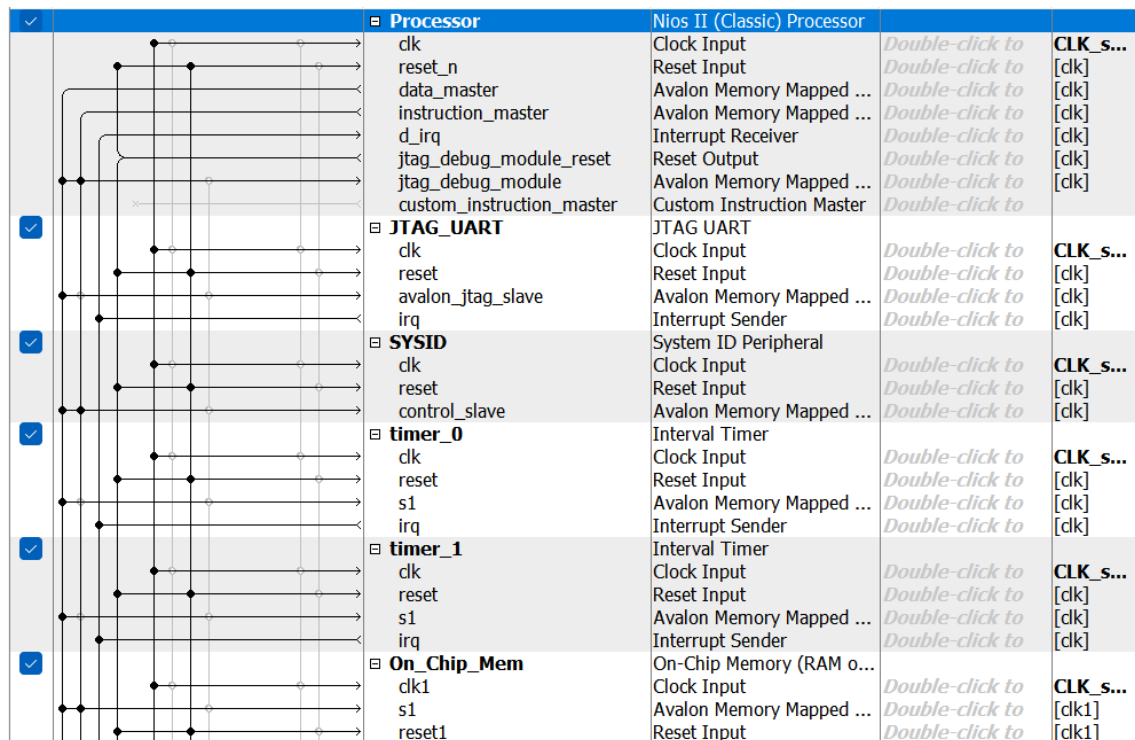 Processor Nios II (Classic) Processor
clk Clock Input Double-click to CLK_s...
reset_n Reset Input Double-click to [clk]
data_master Avalon Memory Mapped ... Double-click to [clk]
instruction_master Avalon Memory Mapped ... Double-click to [clk]
d_irq Interrupt Receiver Double-click to [clk]
jtag_debug_module_reset Reset Output Double-click to [clk]
jtag_debug_module Avalon Memory Mapped ... Double-click to [clk]
custom_instruction_master Custom Instruction Master Double-click to
JTAG_UART JTAG UART
clk Clock Input Double-click to CLK_s...
reset Reset Input Double-click to [clk]
avalon_jtag_slave Avalon Memory Mapped ... Double-click to [clk]
irq Interrupt Sender Double-click to [clk]
SYSID System ID Peripheral
clk Clock Input Double-click to CLK_s...
reset Reset Input Double-click to [clk]
control_slave Avalon Memory Mapped ... Double-click to [clk]
timer_0 Interval Timer
clk Clock Input Double-click to CLK_s...
reset Reset Input Double-click to [clk]
s1 Avalon Memory Mapped ... Double-click to [clk]
irq Interrupt Sender Double-click to [clk]
timer_1 Interval Timer
clk Clock Input Double-click to CLK_s...
reset Reset Input Double-click to [clk]
s1 Avalon Memory Mapped ... Double-click to [clk]
irq Interrupt Sender Double-click to [clk]
On_Chip_Mem On-Chip Memory (RAM o...
clk1 Clock Input Double-click to CLK_s...
s1 Avalon Memory Mapped ... Double-click to [clk1]
reset1 Reset Input Double-click to [clk1]